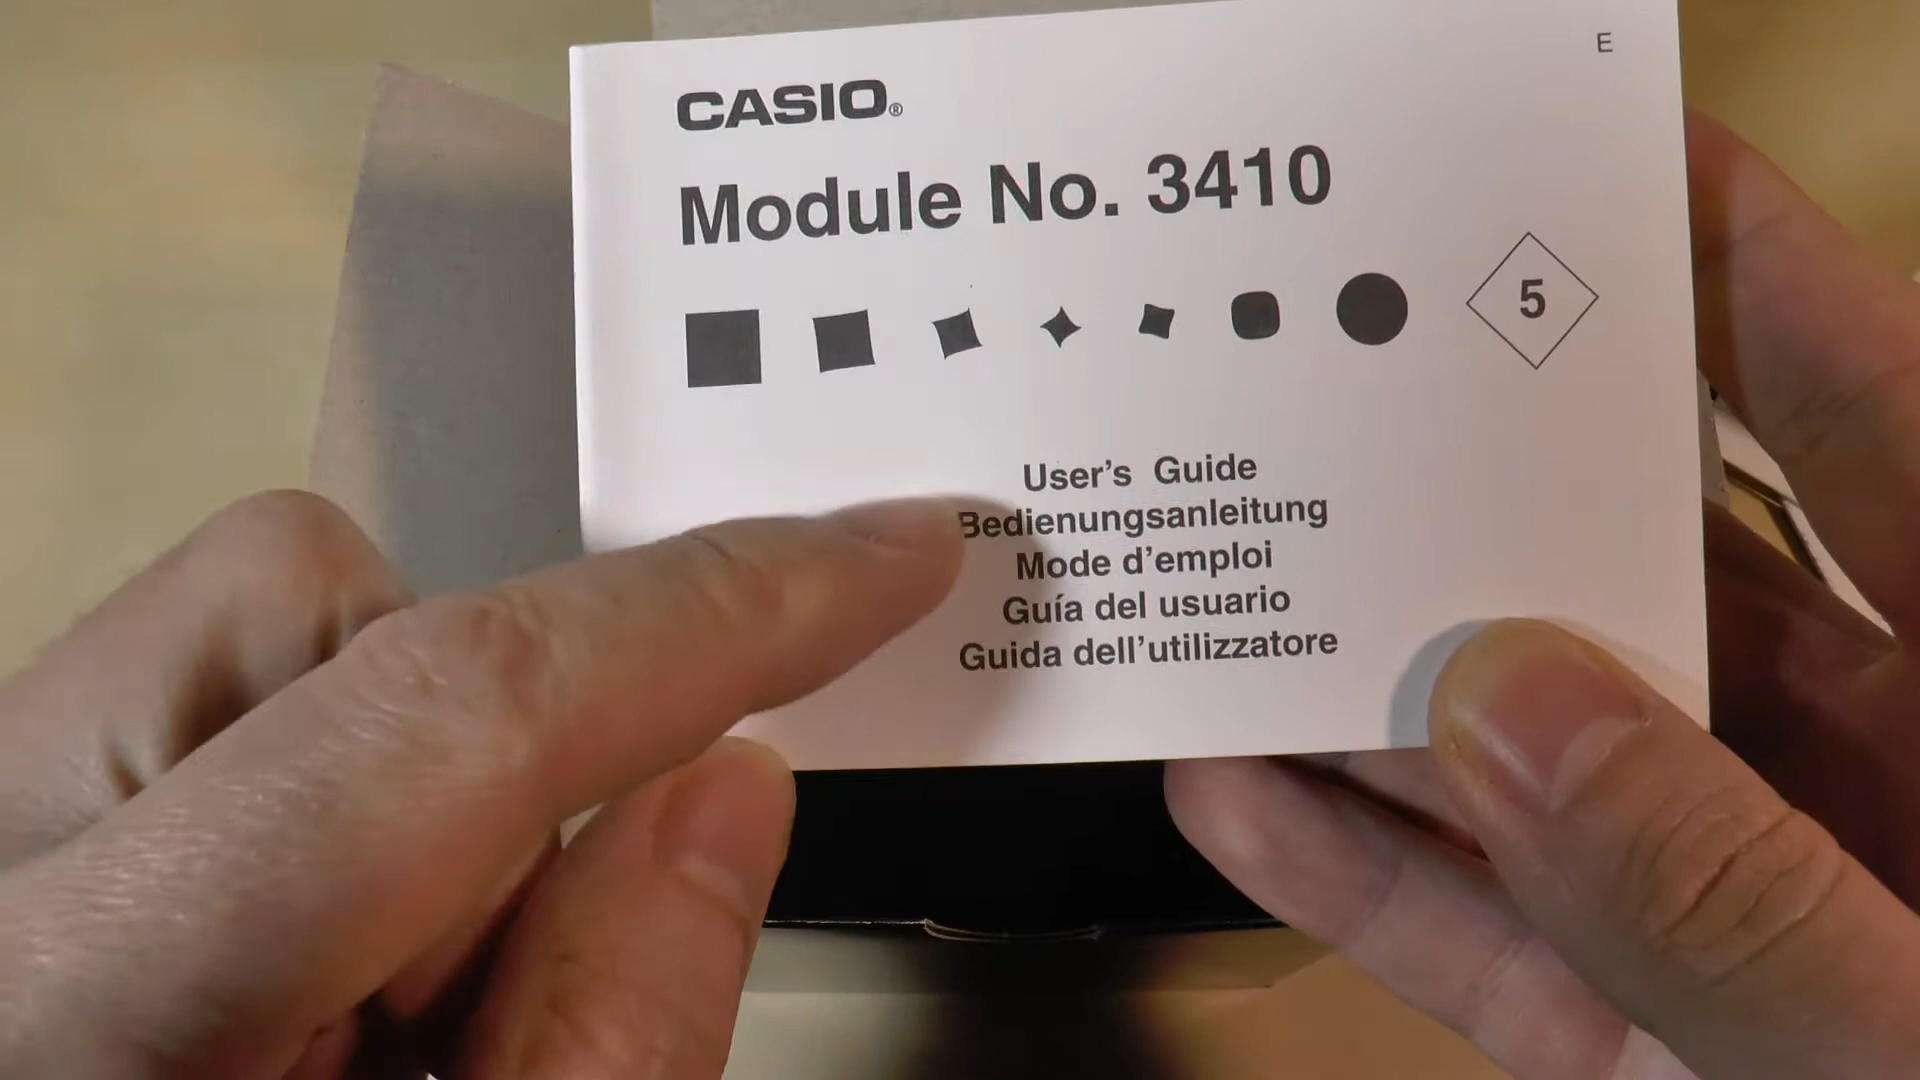 E
CASIO®
Module No. 3410
5
User's Guide
Bedienungsanleitung
Mode d'emploi
Guía del usuario
Guida dell'utilizzatore